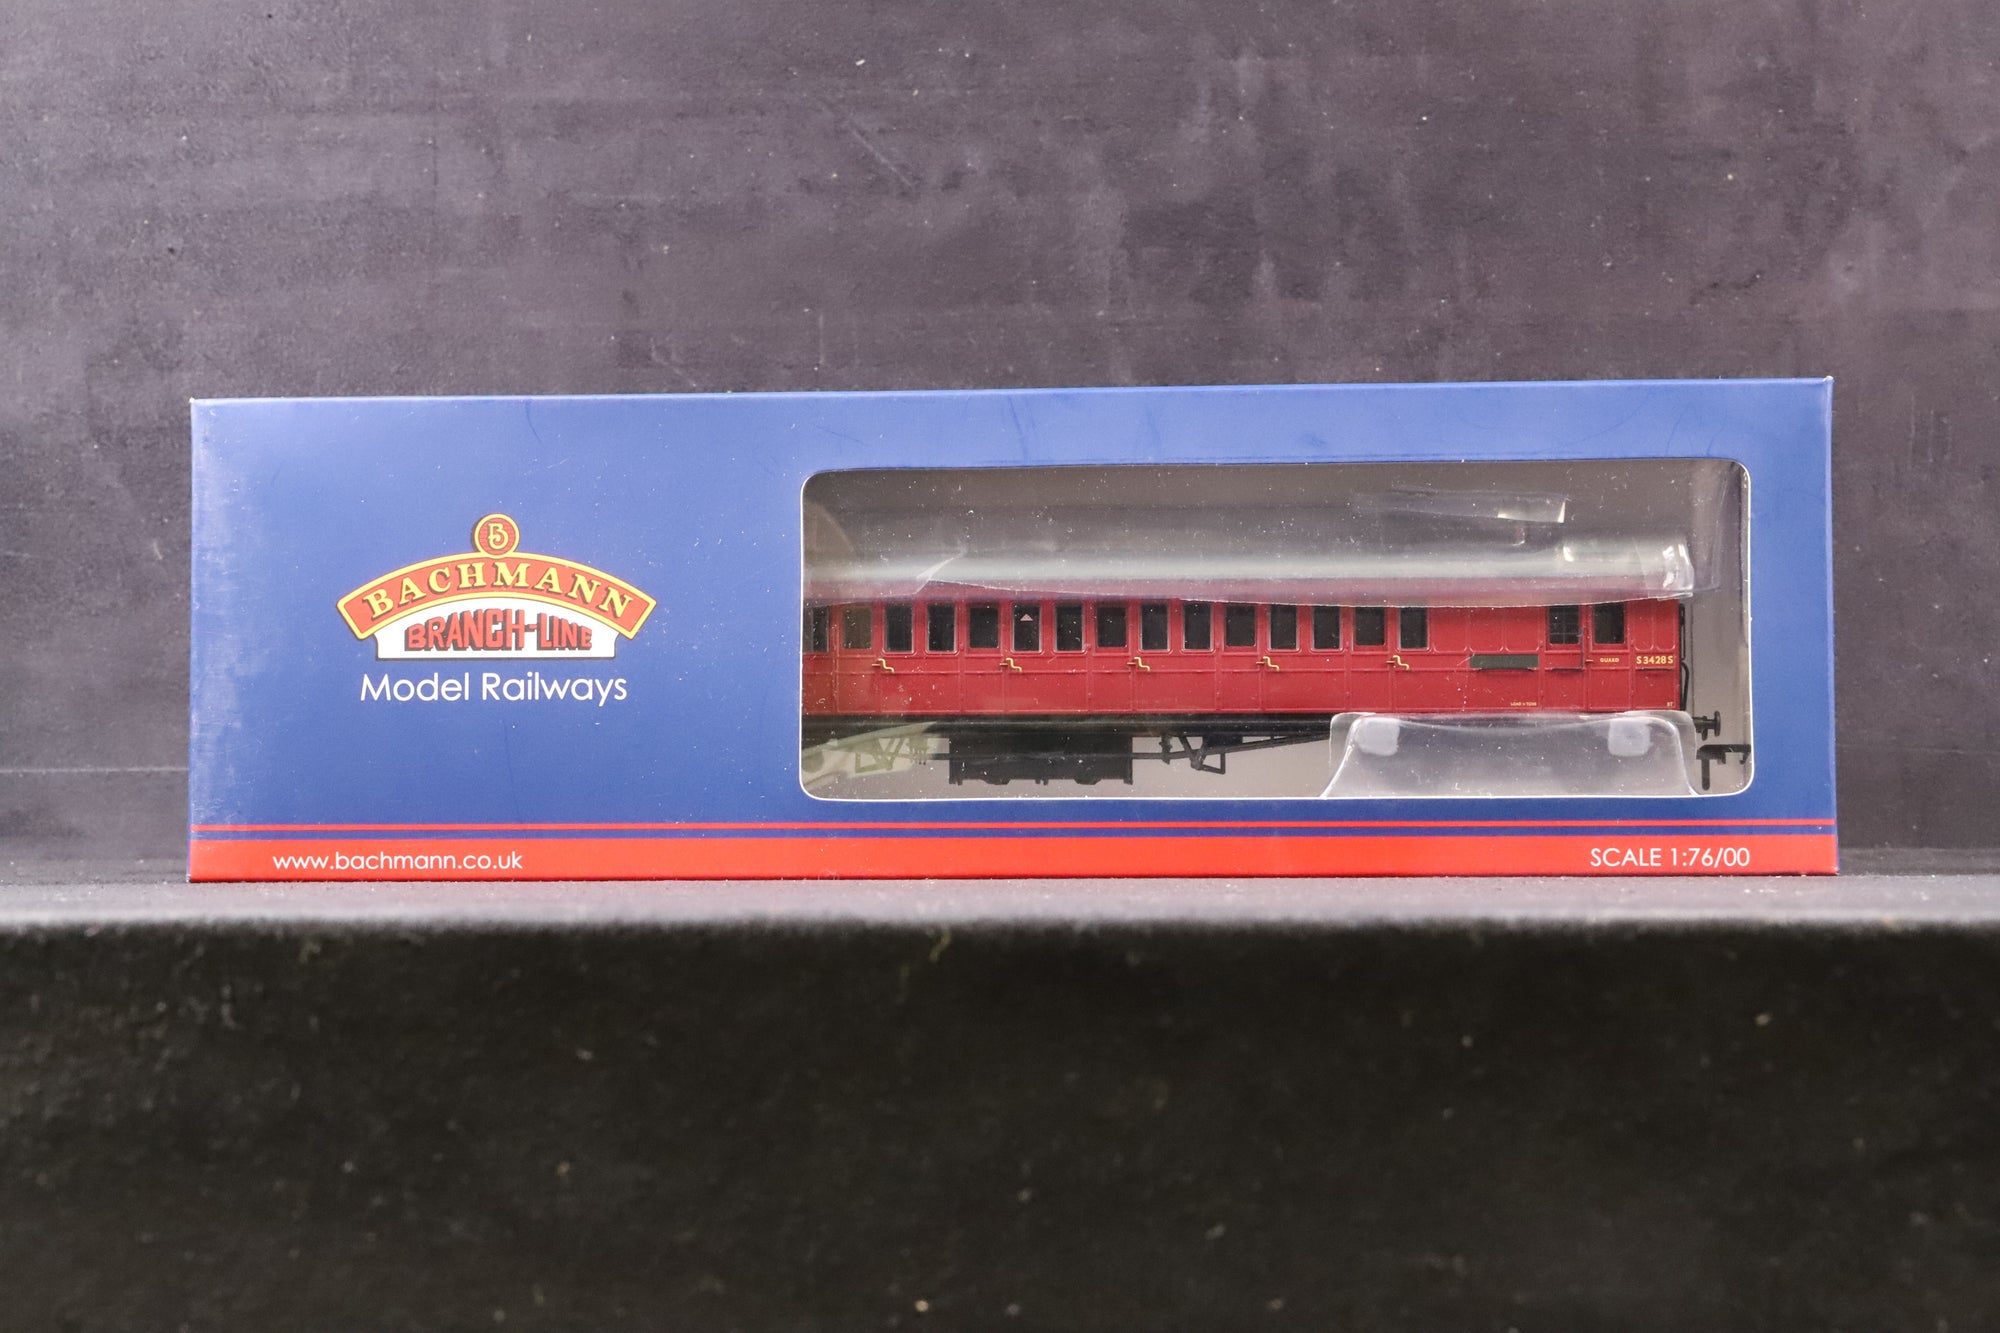 B
BACHMANN
BRANCH-LINE
Model Railways
GUARD S3428S
www.bachmann.co.uk
SCALE 1:76/00